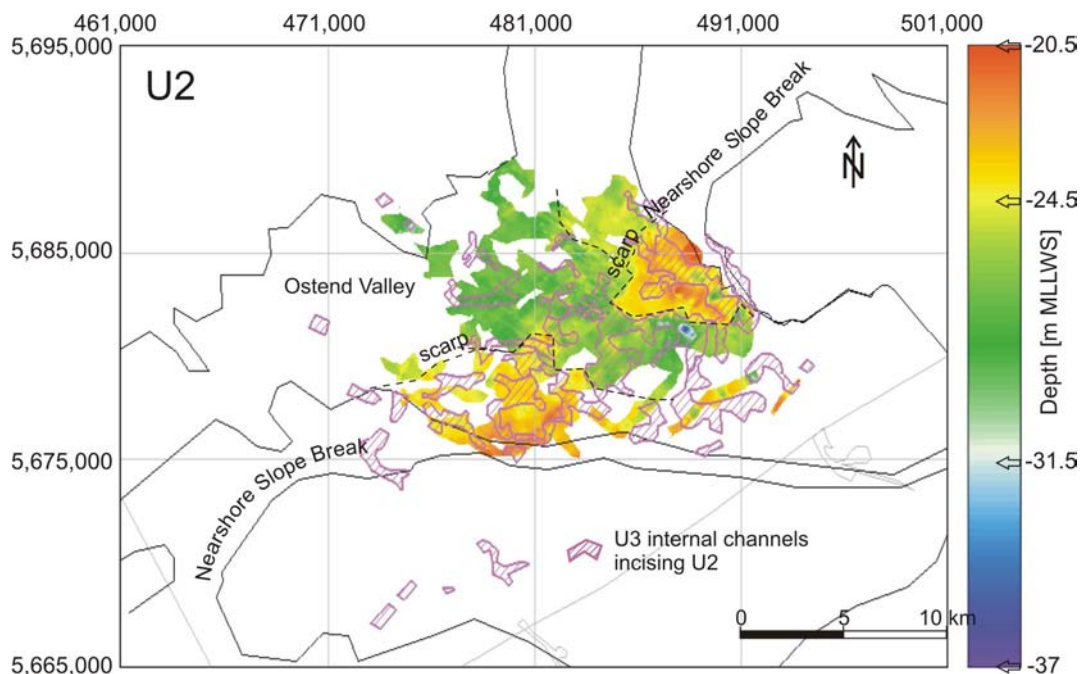 461,000 471,000 481,000 491,000 501,000
5,695,000
U2
Nearshore Slope Break
N
-20.5
-24.5
5,685,000
scarp
Ostend Valley
scarp
Depth [m MLLWS]
5,675,000
-31.5
Nearshore Slope Break
U3 internal channels
incising U2
0 5 10 km
5,665,000
-37